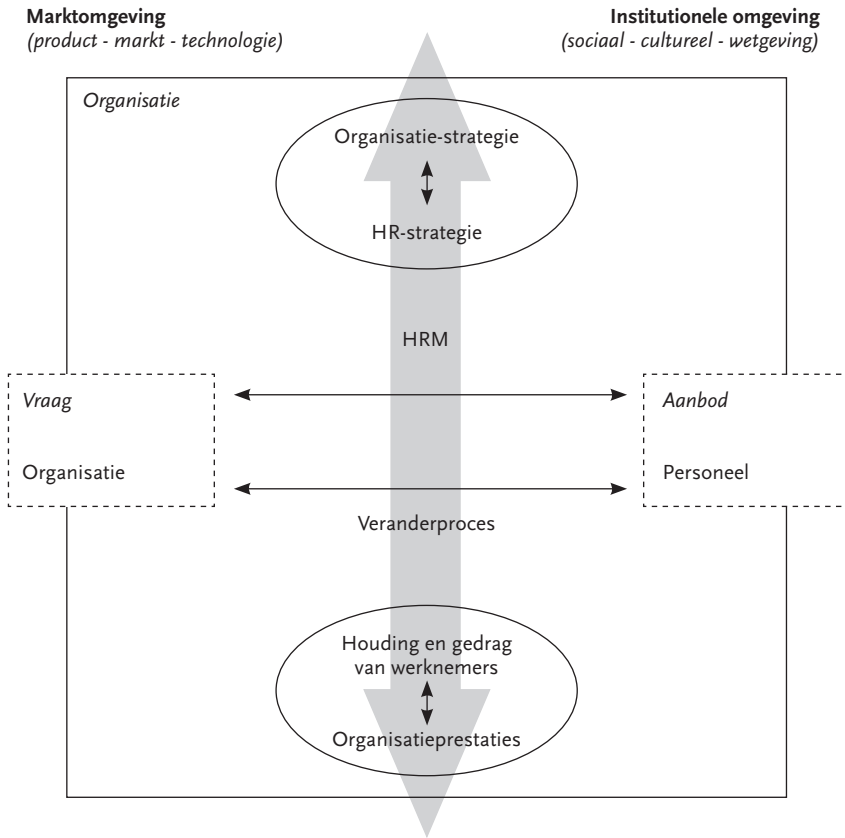 Marktomgeving
(product - markt - technologie)
Institutionele omgeving
(sociaal - cultureel - wetgeving)
Organisatie
Organisatie-strategie
HR-strategie
HRM
Vraag
Aanbod
Organisatie
Personeel
Veranderproces
Houding en gedrag
van werknemers
Organisatieprestaties